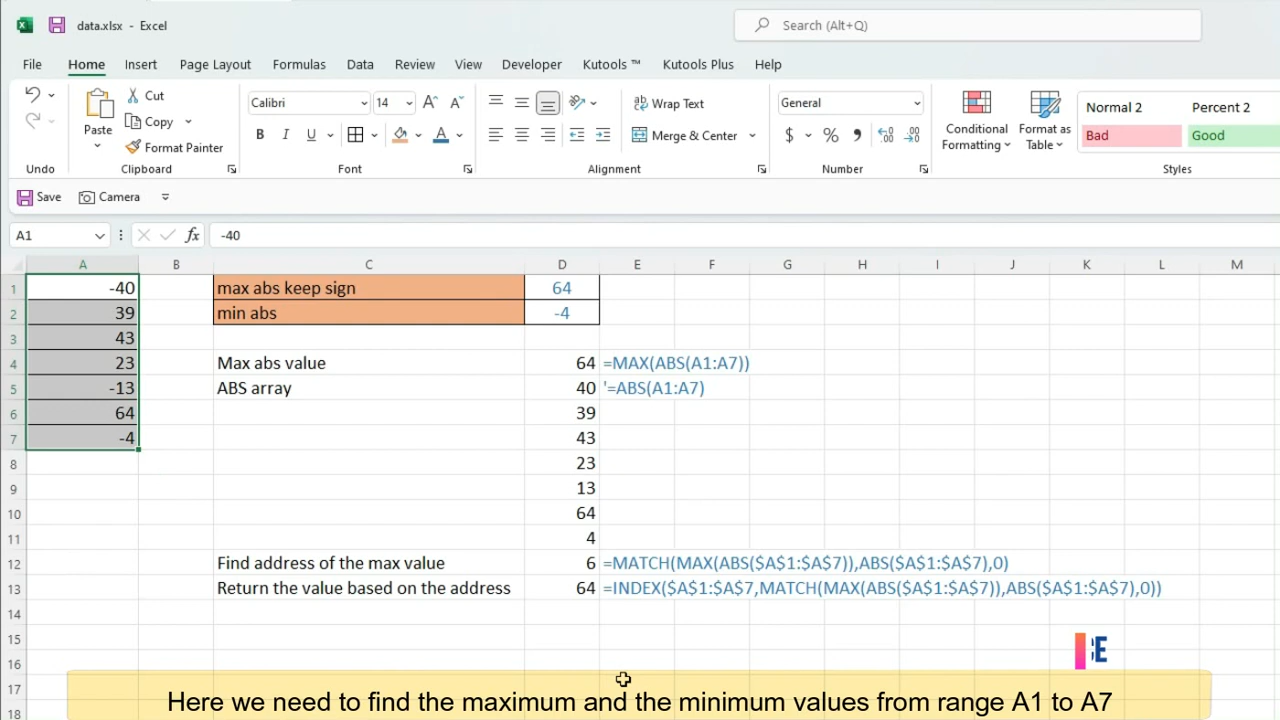 data.xlsx - Excel
Search (Alt+Q)
File Home Insert Page Layout Formulas Data Review View Developer Kutools ™ Kutools Plus Help
Paste
Cut
Copy
Format Painter
Calibri 14
B I U A
ab Wrap Text
Merge & Center
General
$ % 9
Conditional Formatting
Format as Table
Normal 2 Percent 2
Bad Good
Undo Clipboard Font Alignment Number Styles
Save Camera
A1 fx -40
A B C D E F G H I J K L M
1 -40 max abs keep sign 64
2 39 min abs -4
3 43
4 23 Max abs value 64 =MAX(ABS(A1:A7))
5 -13 ABS array 40 '=ABS(A1:A7)
6 64 39
7 -4 43
8 23
9 13
10 64
11 4
12 Find address of the max value 6 =MATCH(MAX(ABS($A$1:$A$7)),ABS($A$1:$A$7),0)
13 Return the value based on the address 64 =INDEX($A$1:$A$7,MATCH(MAX(ABS($A$1:$A$7)),ABS($A$1:$A$7),0))
14
15
16
17
18
E
Here we need to find the maximum and the minimum values from range A1 to A7